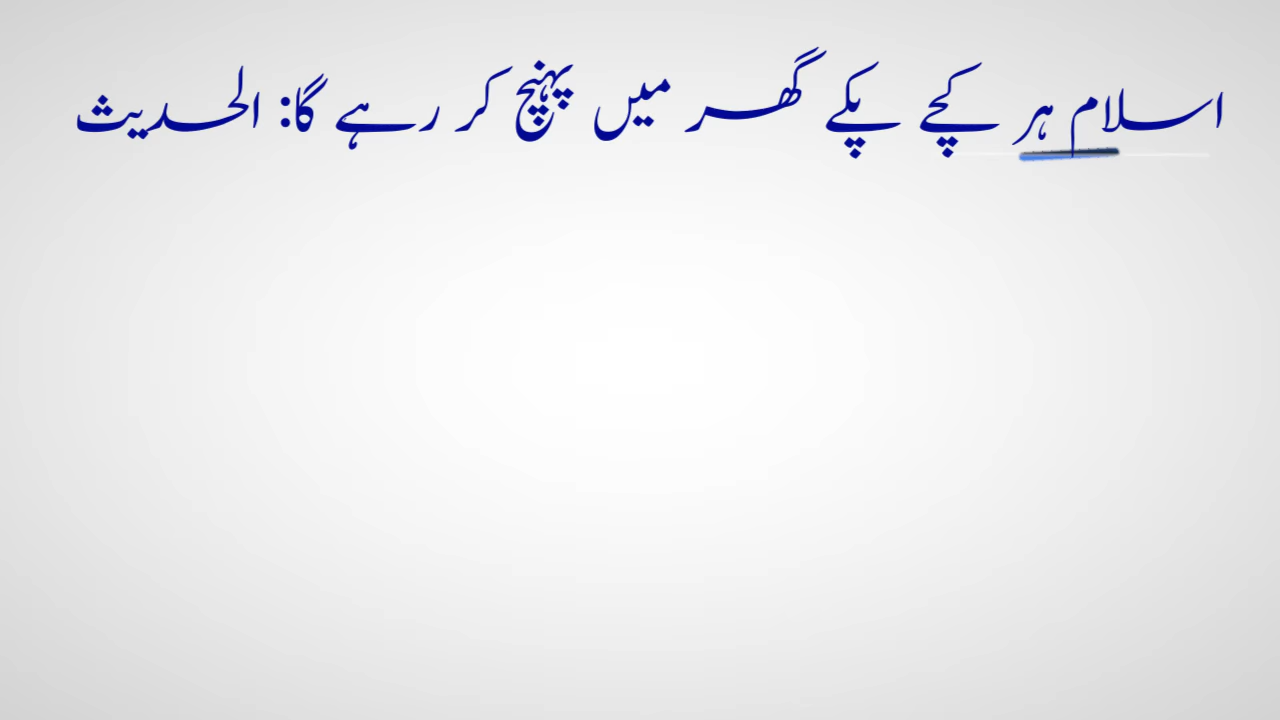 اسلام ہر کچے پکے گھر میں پہنچ کر رہے گا: الحدیث